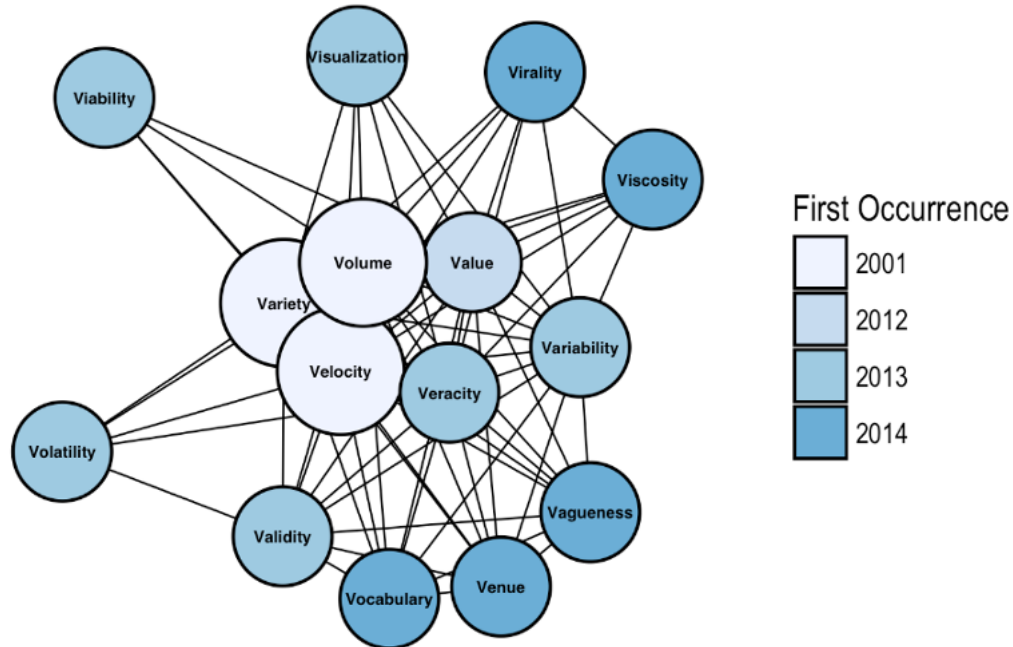 Visualization
Virality
Viability
Viscosity
Volume
Value
Variety
Variability
Velocity
Veracity
Volatility
Vagueness
Validity
Venue
Vocabulary
First Occurrence
2001
2012
2013
2014